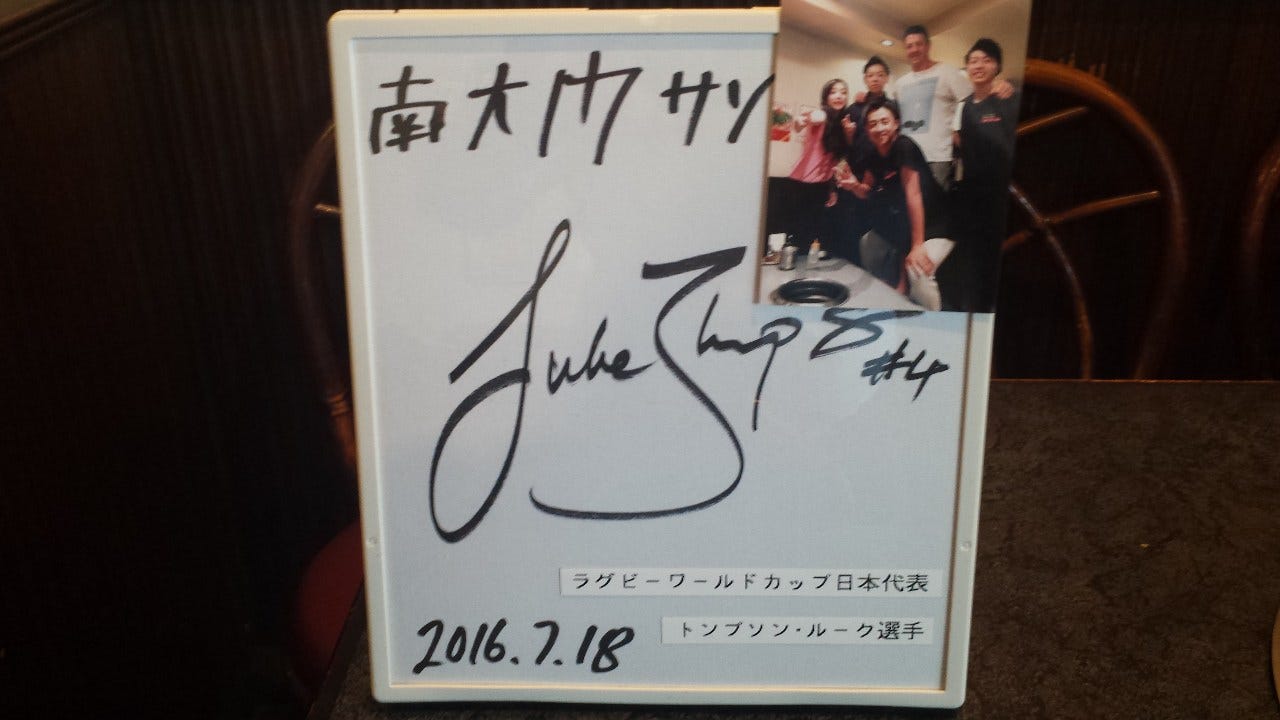 南大門サン
Luke Thompson #4
ラグビーワールドカップ日本代表
トンプソン・ルーク選手
2016.7.18